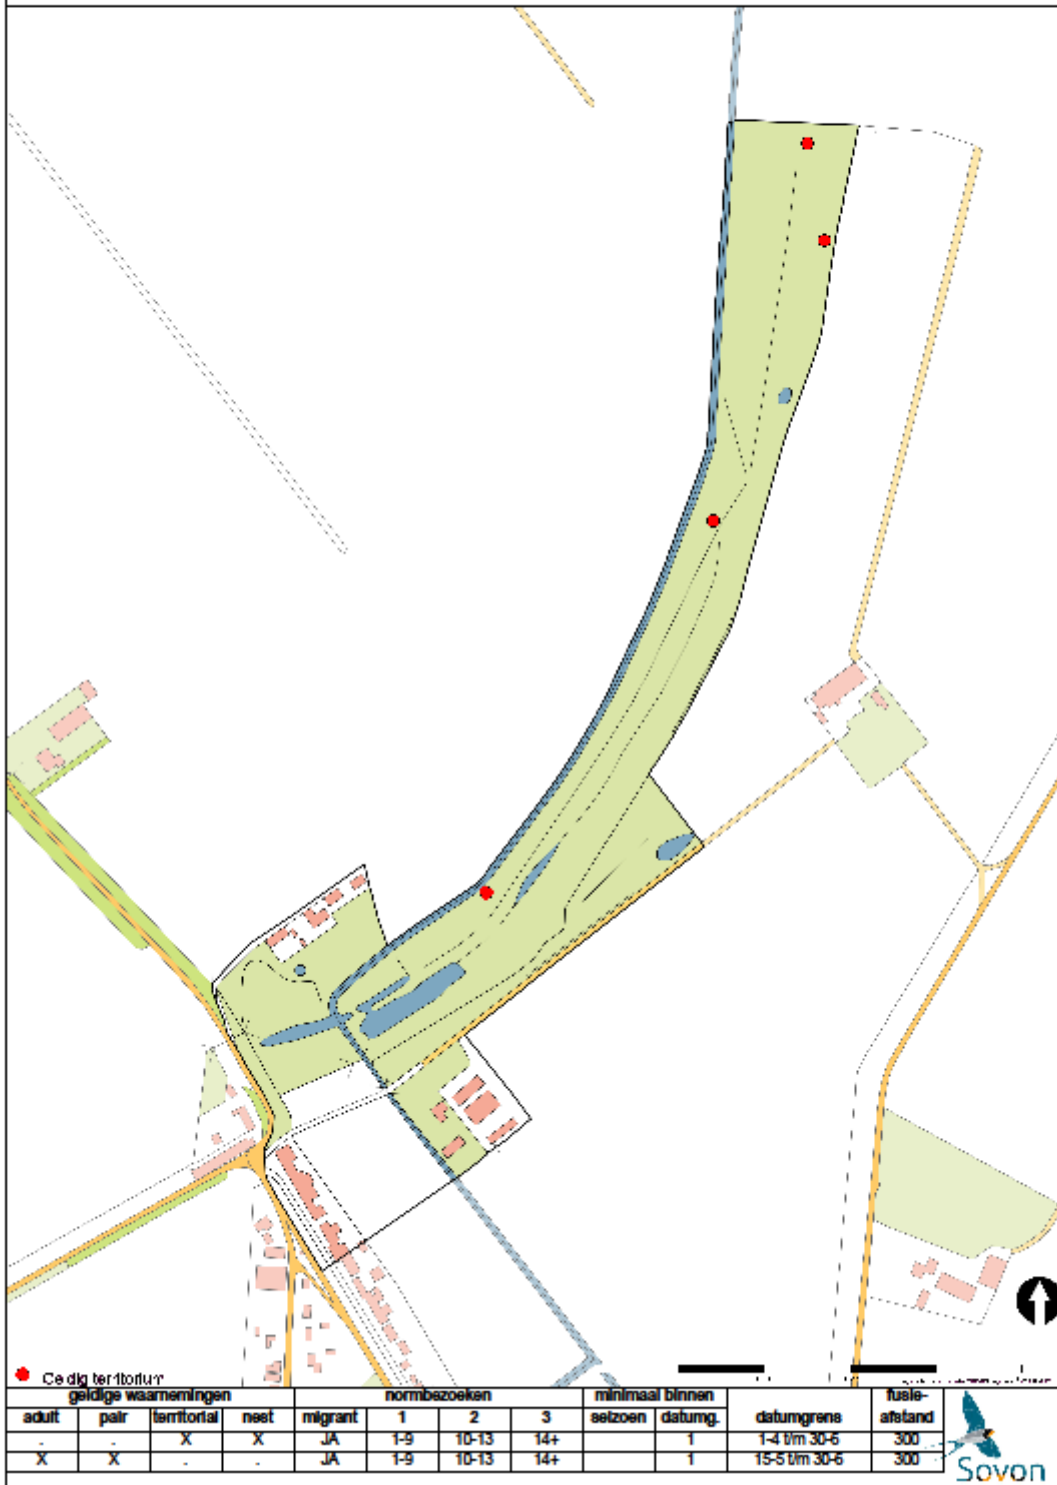 Geldig territorium
geldige waarnemingen normbezoeken minimaal binnen fusie-
adult pair territorial nest migrant 1 2 3 seizoen datumg. datumgrens afstand
. . X X JA 1-9 10-13 14+ 1 1-4 t/m 30-6 300
X X . . JA 1-9 10-13 14+ 1 15-5 t/m 30-6 300
Sovon